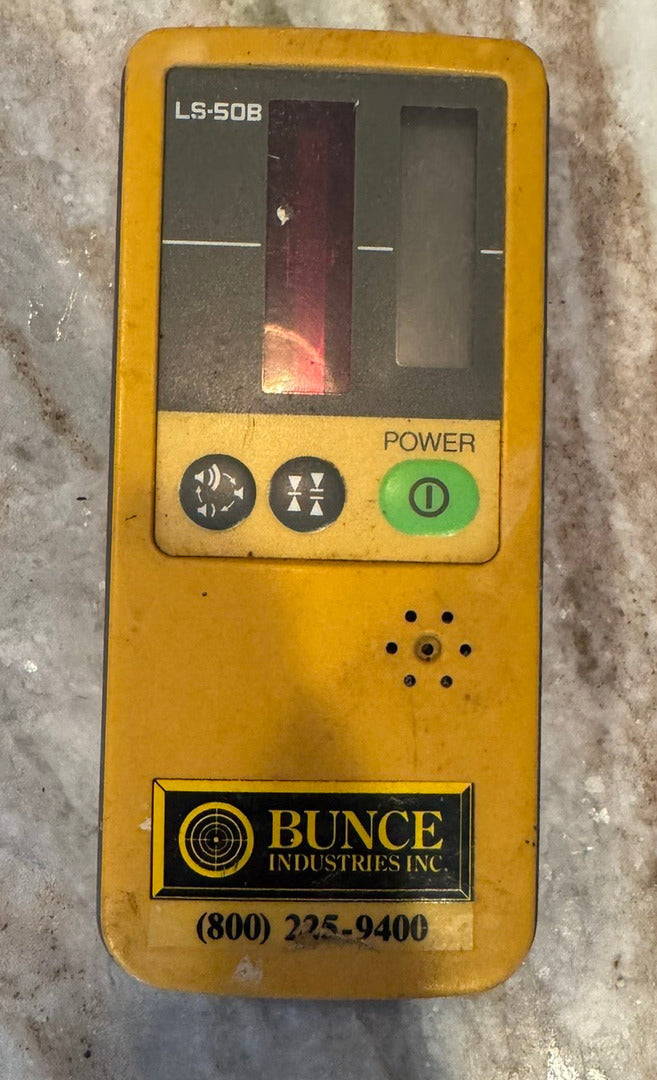 LS-50B
POWER
BUNCE
INDUSTRIES INC.
(800) 225-9400